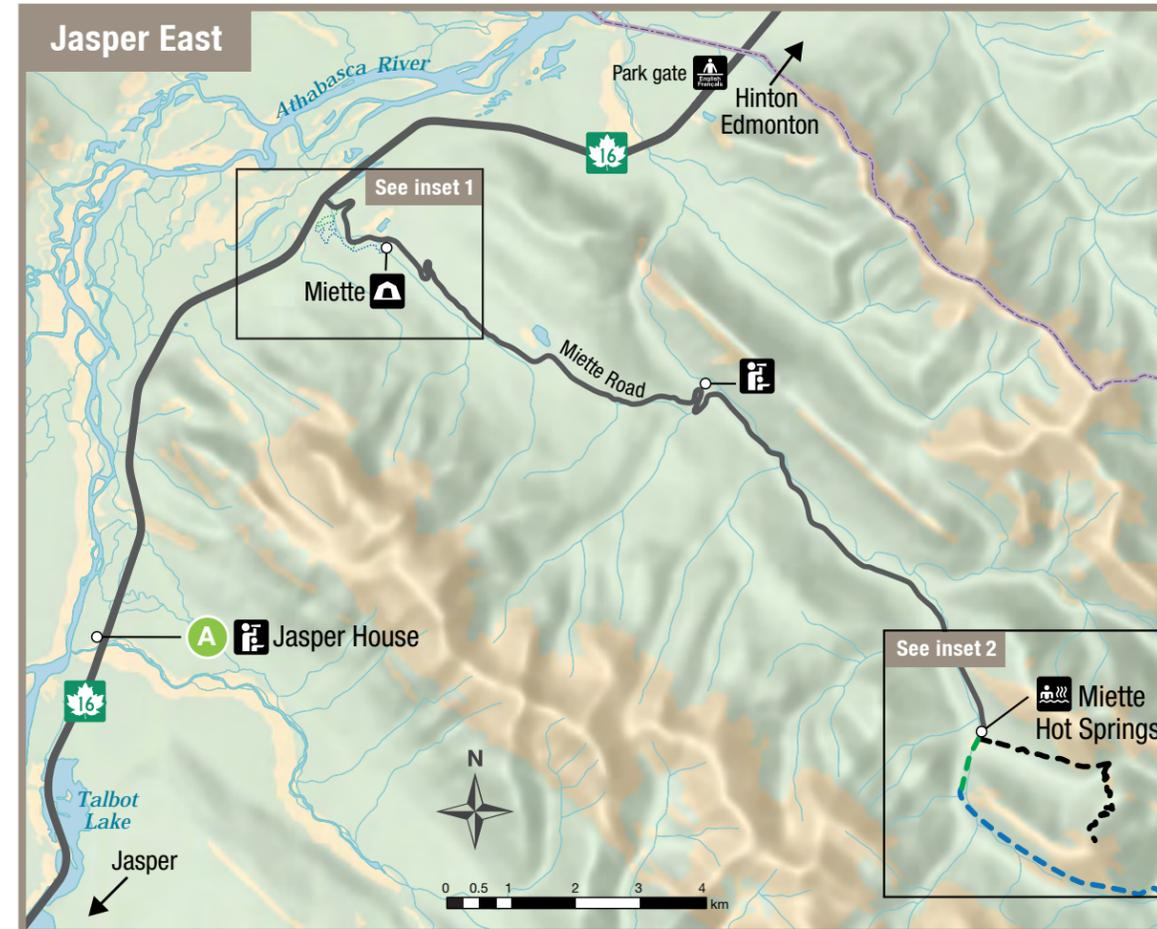 Jasper East
Athabasca River
Park gate
English
Français
Hinton
Edmonton
16
See inset 1
Miette
Miette Road
A
Jasper House
16
See inset 2
Miette
Hot Springs
Talbot
Lake
Jasper
N
0 0.5 1 2 3 4
km